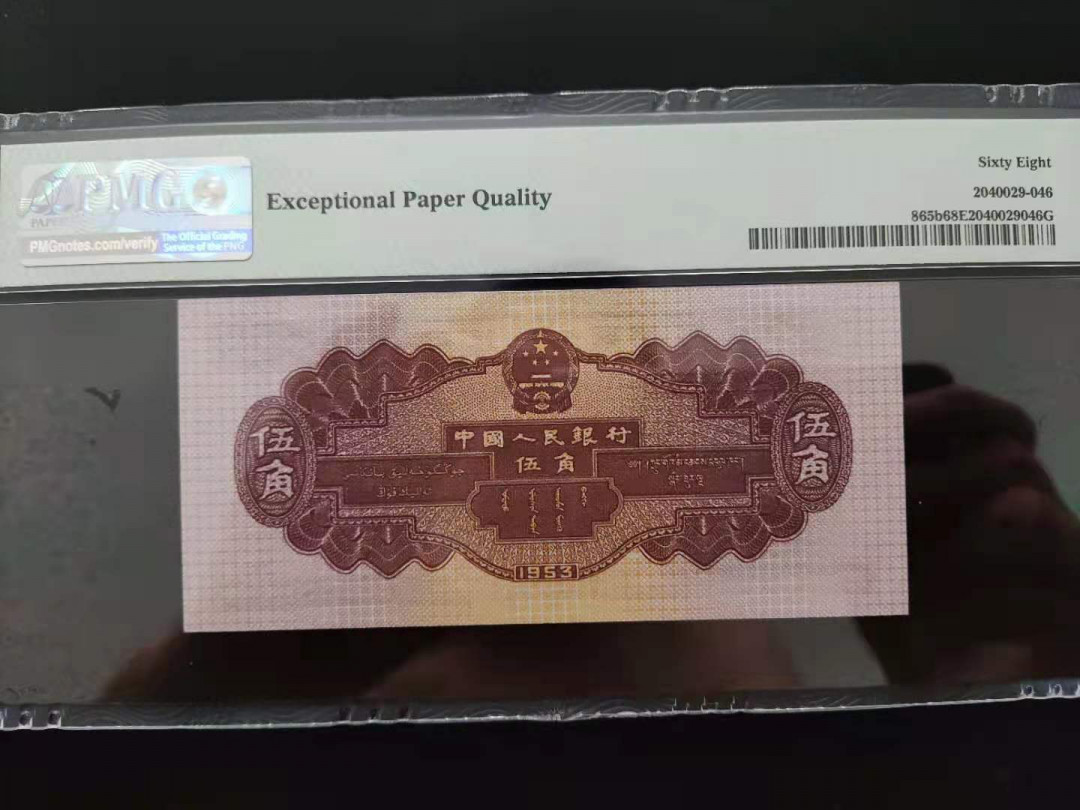 PMG
PAPER
PMGnotes.com/verify
The Official Grading
Service of the PNG
Exceptional Paper Quality
Sixty Eight
2040029-046
865b68E2040029046G
中國人民銀行
伍角
伍角
伍角
1953